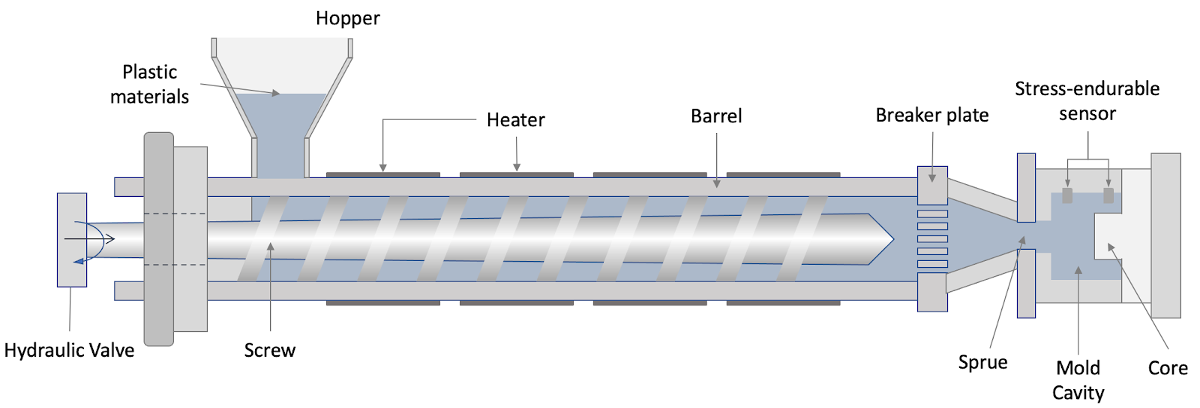 Hopper
Plastic
materials
Heater
Barrel
Breaker plate
Stress-endurable
sensor
Hydraulic Valve
Screw
Sprue
Mold
Cavity
Core